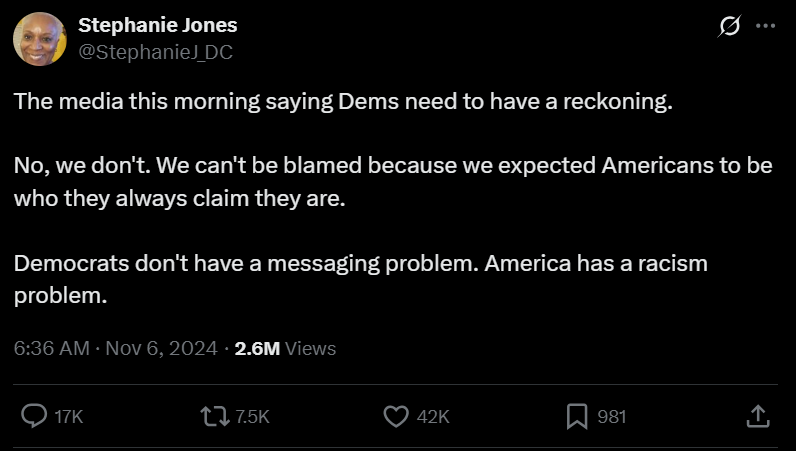 Stephanie Jones
@StephanieJ_DC
The media this morning saying Dems need to have a reckoning.
No, we don't. We can't be blamed because we expected Americans to be
who they always claim they are.
Democrats don't have a messaging problem. America has a racism
problem.
6:36 AM · Nov 6, 2024 · 2.6M Views
17K 7.5K 42K 981